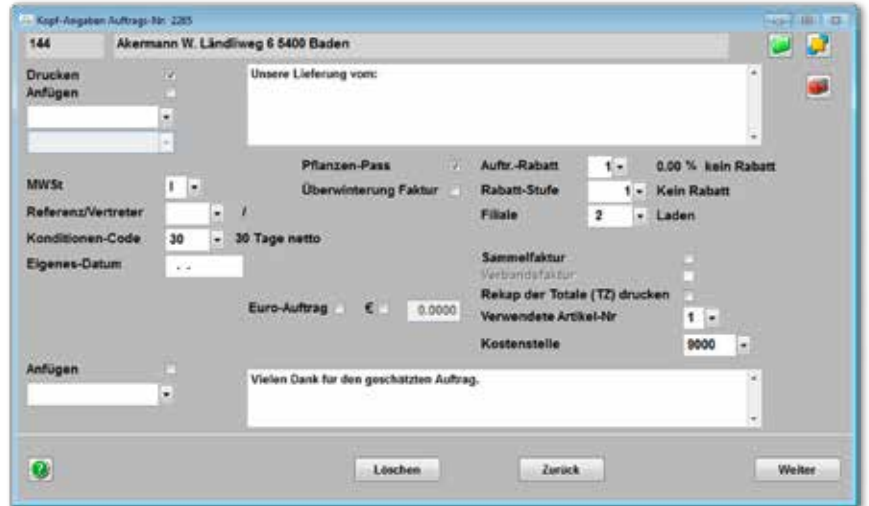 Kopf-Angaben Auftrags-Nr. 2285
144 Akermann W. Ländliweg 6 5400 Baden
Drucken
Anfügen
Unsere Lieferung vom:
Pflanzen-Pass
Auftr.-Rabatt 1 0.00 % kein Rabatt
MWSt I
Überwinterung Faktur
Rabatt-Stufe 1 Kein Rabatt
Referenz/Vertreter /
Filiale 2 Laden
Konditionen-Code 30 30 Tage netto
Eigenes-Datum . .
Sammelfaktur
Verbandsfaktur
Rekap der Totale (TZ) drucken
Euro-Auftrag € 0.0000
Verwendete Artikel-Nr 1
Kostenstelle 9000
Anfügen
Vielen Dank für den geschätzten Auftrag.
Löschen Zurück Weiter